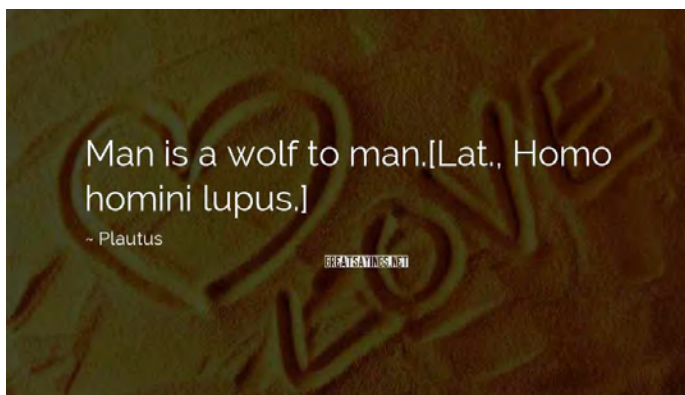 Man is a wolf to man.[Lat., Homo
homini lupus.]
~ Plautus
GREATSAYINGS.NET
LOVE